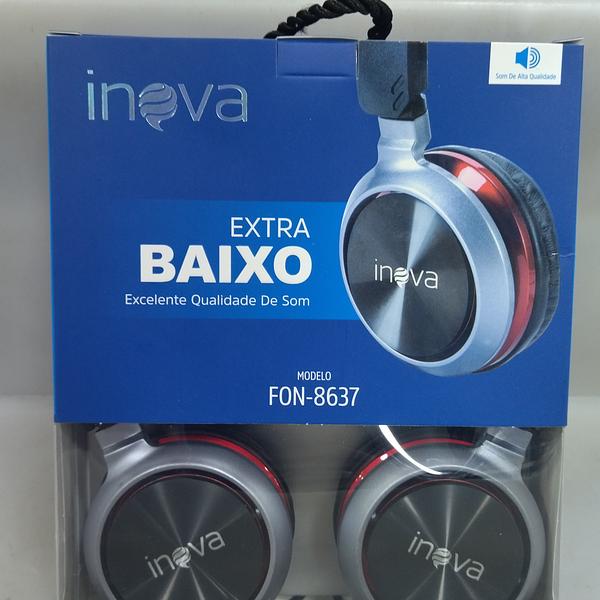 Som De Alta Qualidade
inova
EXTRA
BAIXO
Excelente Qualidade De Som
inova
MODELO
FON-8637
inova
inova